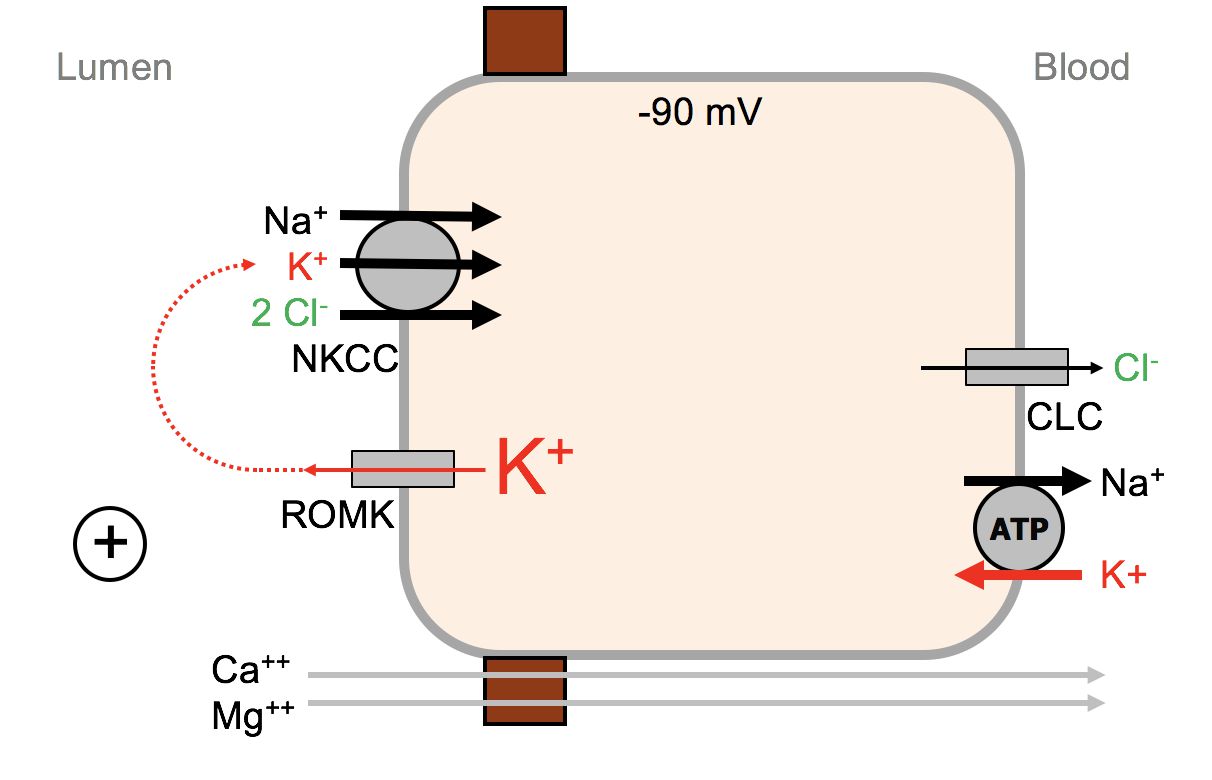 Lumen
Blood
-90 mV
Na⁺
K⁺
2 Cl⁻
NKCC
Cl⁻
CLC
K⁺
ROMK
Na⁺
ATP
+
K+
Ca⁺⁺
Mg⁺⁺